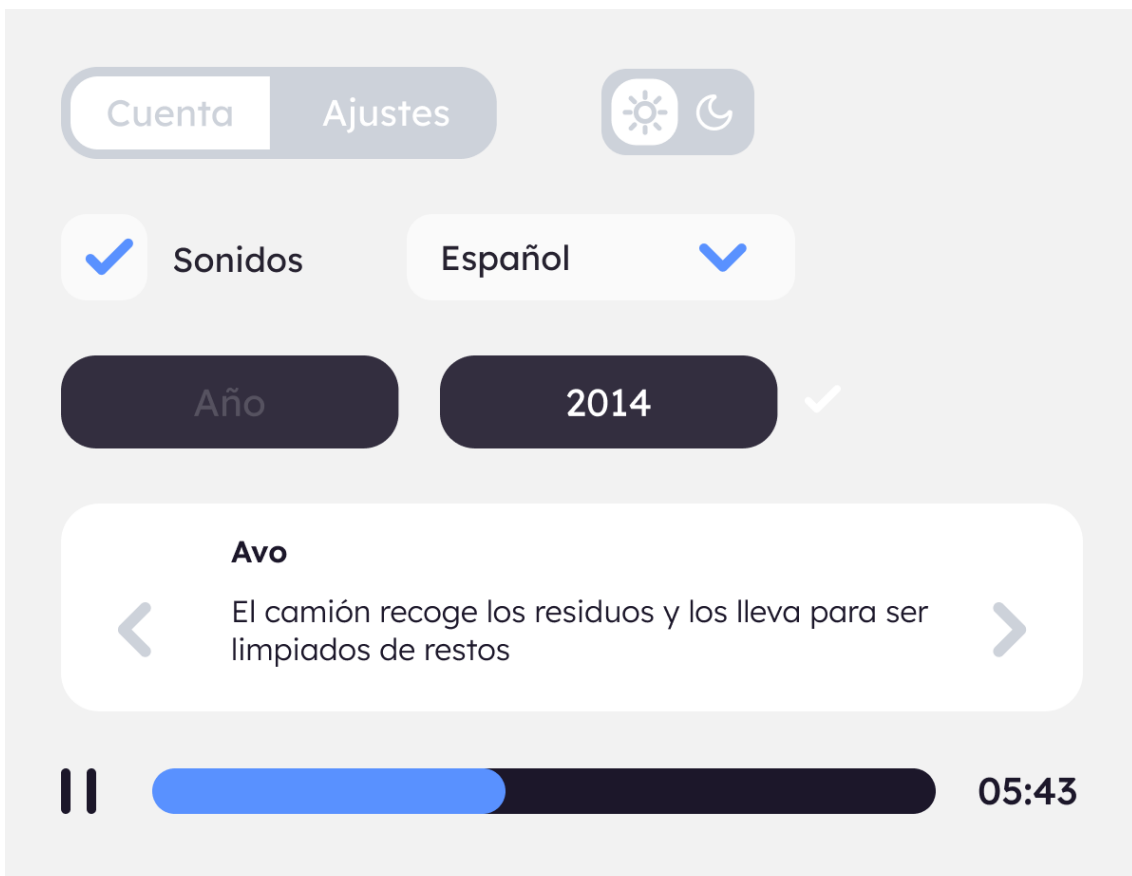 Cuenta Ajustes
Sonidos Español
Año 2014
Avo
El camión recoge los residuos y los lleva para ser
limpiados de restos
05:43